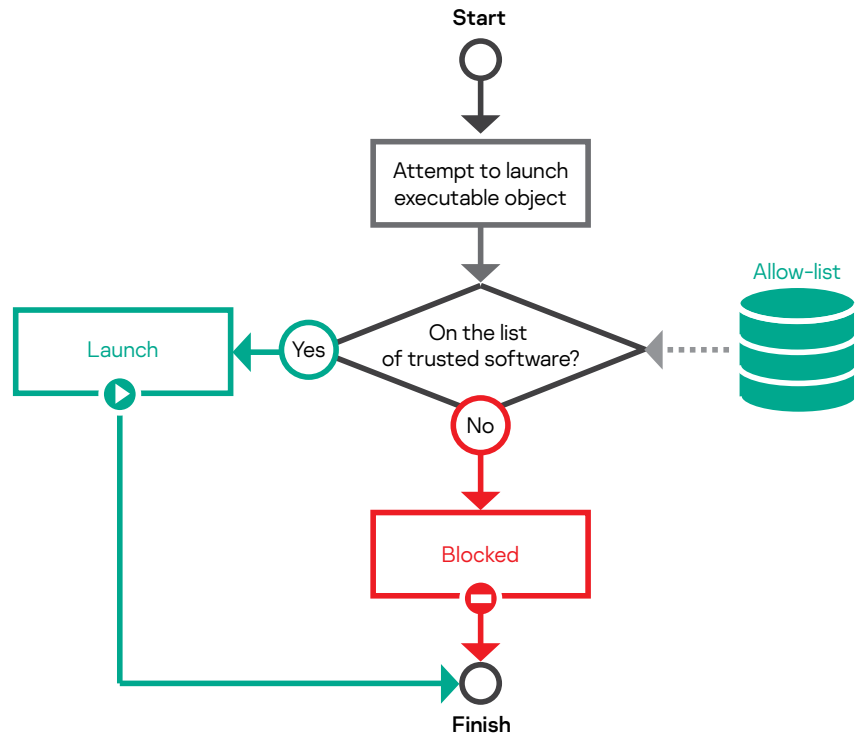 Start
Attempt to launch
executable object
Allow-list
On the list
of trusted software?
Yes
Launch
No
Blocked
Finish